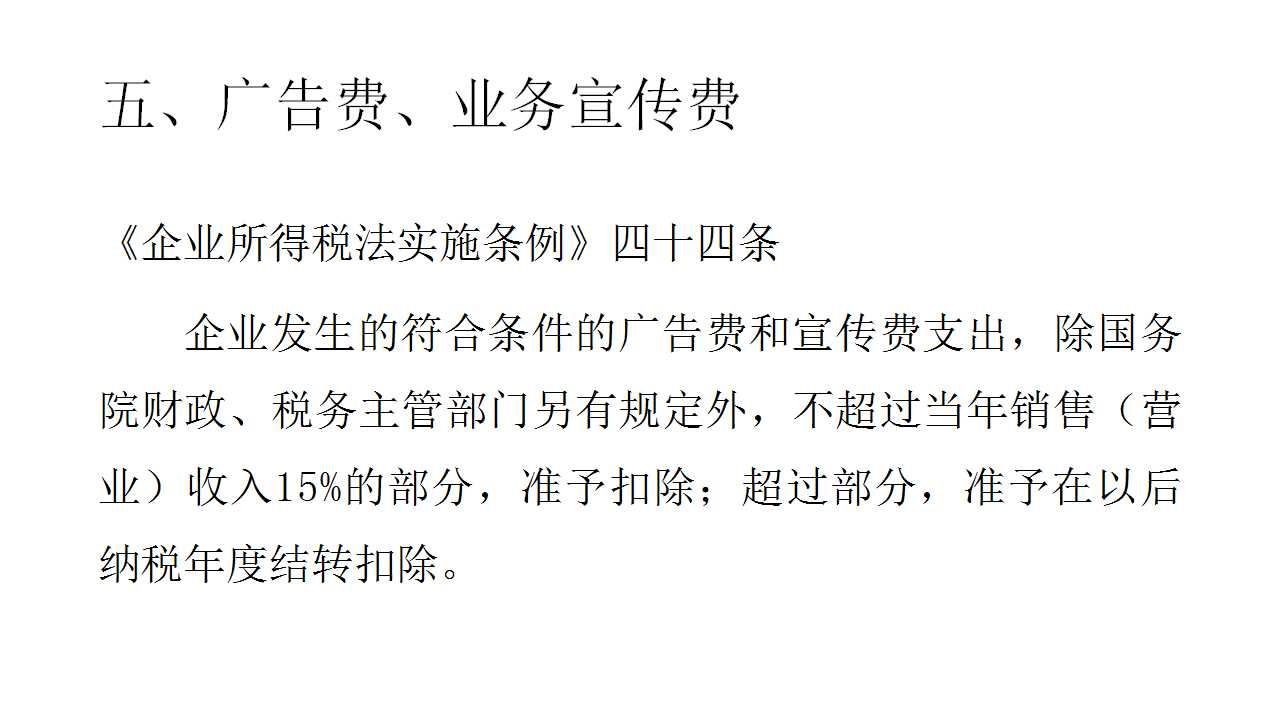 五、广告费、业务宣传费
《企业所得税法实施条例》四十四条
企业发生的符合条件的广告费和宣传费支出，除国务
院财政、税务主管部门另有规定外，不超过当年销售（营
业）收入15%的部分，准予扣除；超过部分，准予在以后
纳税年度结转扣除。